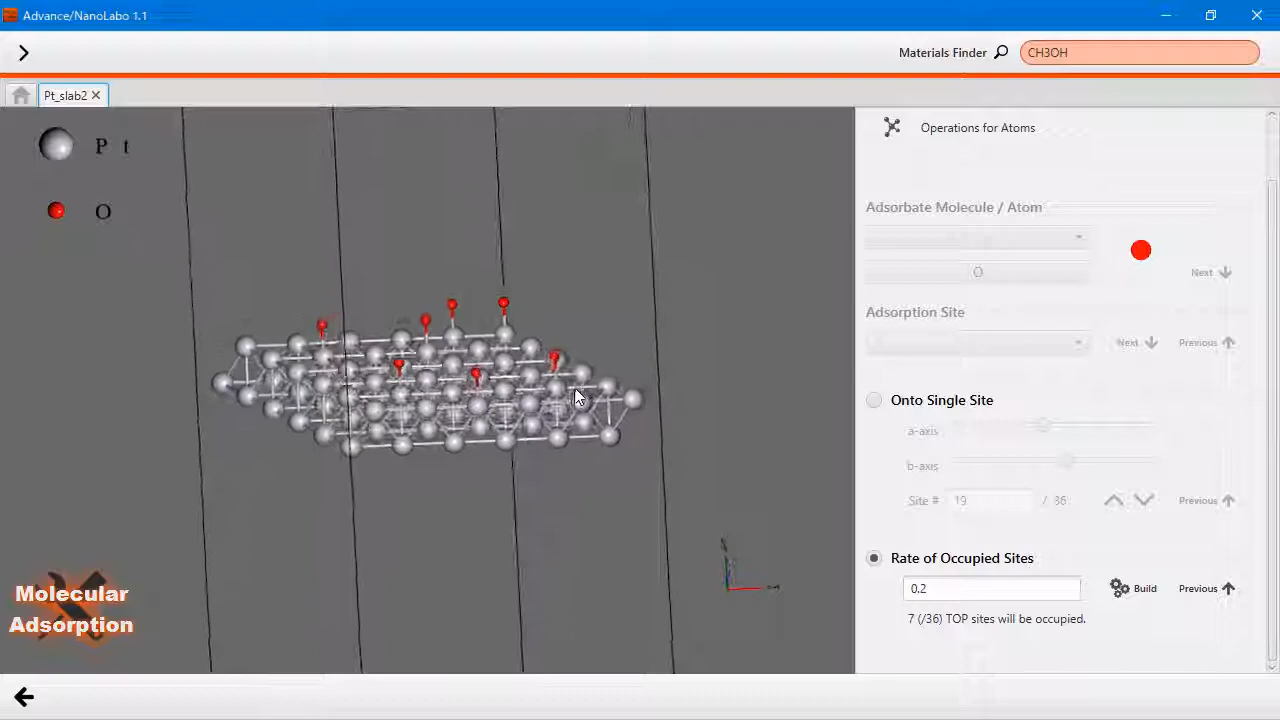 Advance/NanoLabo 1.1
Materials Finder
CH3OH
Pt_slab2
P t
O
Operations for Atoms
Adsorbate Molecule / Atom
O
Next
Adsorption Site
Next
Previous
Onto Single Site
a-axis
b-axis
Site #
19
/ 36
Previous
Rate of Occupied Sites
0.2
Build
Previous
7 (/36) TOP sites will be occupied.
Molecular
Adsorption